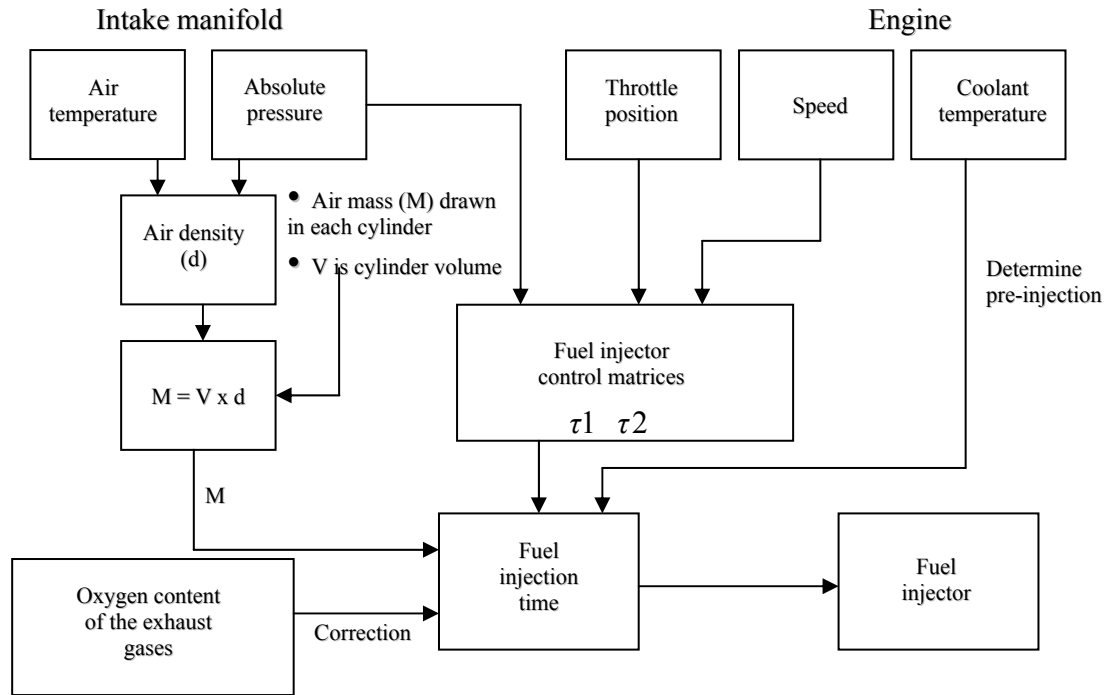 Intake manifold
Engine
Air
temperature
Absolute
pressure
Throttle
position
Speed
Coolant
temperature
• Air mass (M) drawn
in each cylinder
• V is cylinder volume
Air density
(d)
Determine
pre-injection
M = V x d
Fuel injector
control matrices
τ1 τ2
M
Fuel
injection
time
Fuel
injector
Oxygen content
of the exhaust
gases
Correction